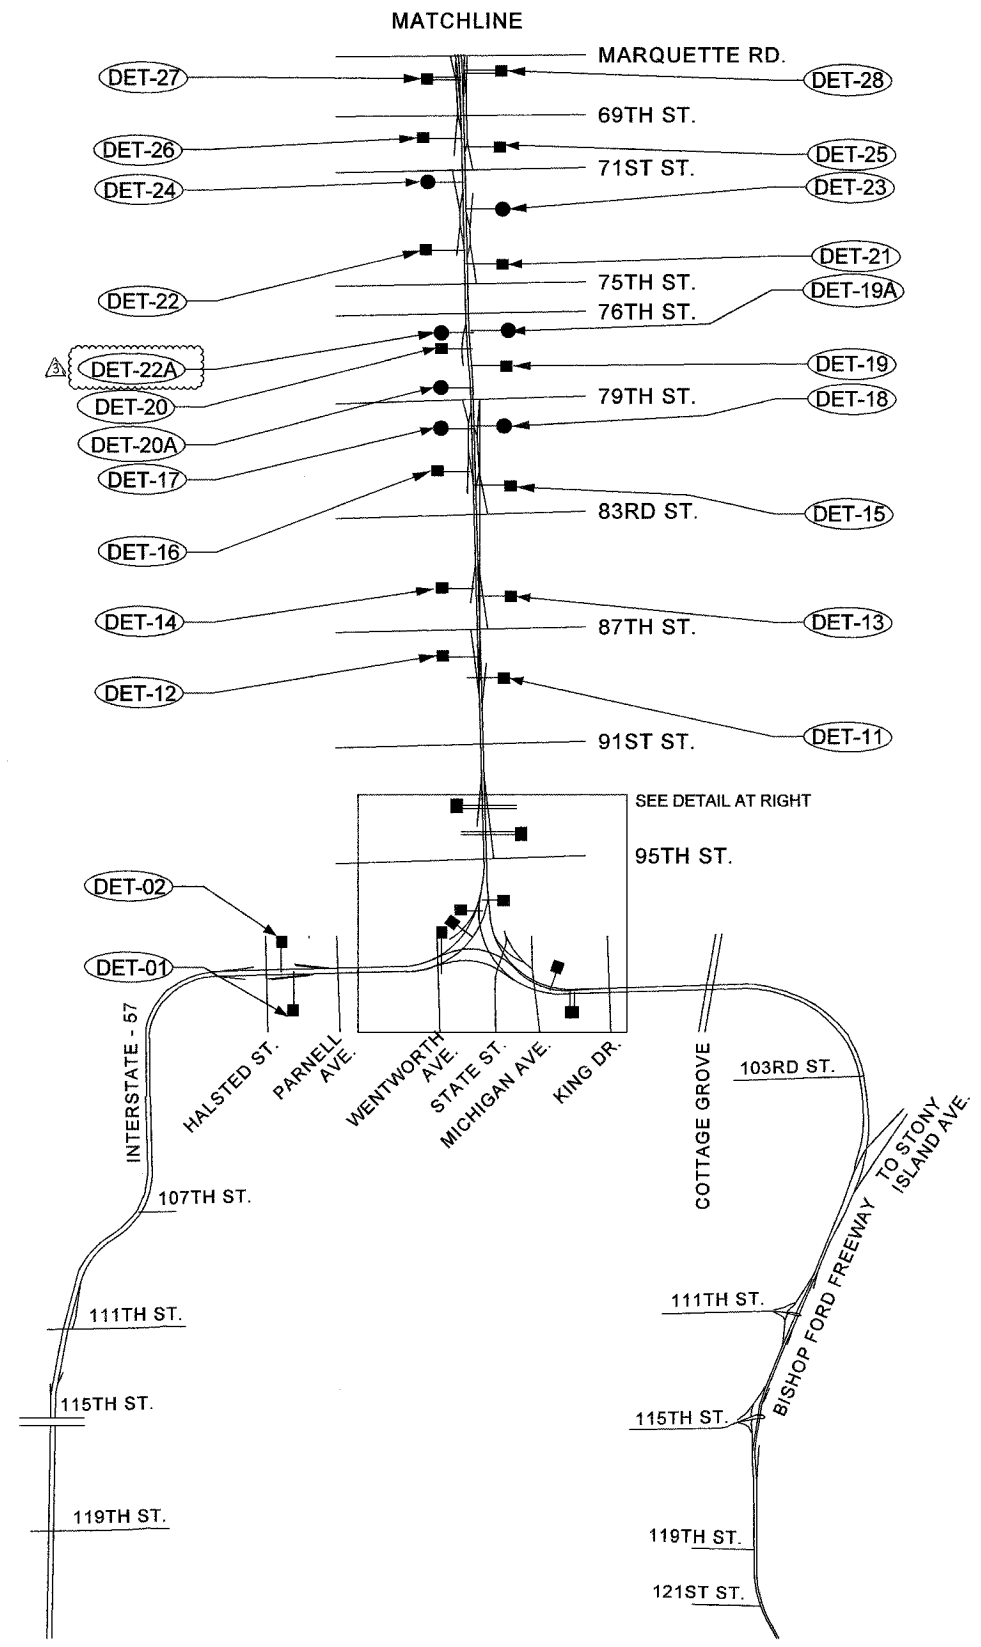 MATCHLINE
MARQUETTE RD.
DET-27
DET-28
69TH ST.
DET-26
DET-25
71ST ST.
DET-24
DET-23
DET-21
75TH ST.
DET-22
DET-19A
76TH ST.
3
DET-22A
DET-19
DET-20
79TH ST.
DET-18
DET-20A
DET-17
83RD ST.
DET-15
DET-16
DET-14
87TH ST.
DET-13
DET-12
91ST ST.
DET-11
SEE DETAIL AT RIGHT
95TH ST.
DET-02
DET-01
INTERSTATE - 57
HALSTED ST.
PARNELL
AVE.
WENTWORTH
AVE.
STATE ST.
MICHIGAN AVE.
KING DR.
COTTAGE GROVE
103RD ST.
TO STONY
ISLAND AVE.
107TH ST.
BISHOP FORD FREEWAY
111TH ST.
111TH ST.
115TH ST.
115TH ST.
119TH ST.
119TH ST.
121ST ST.